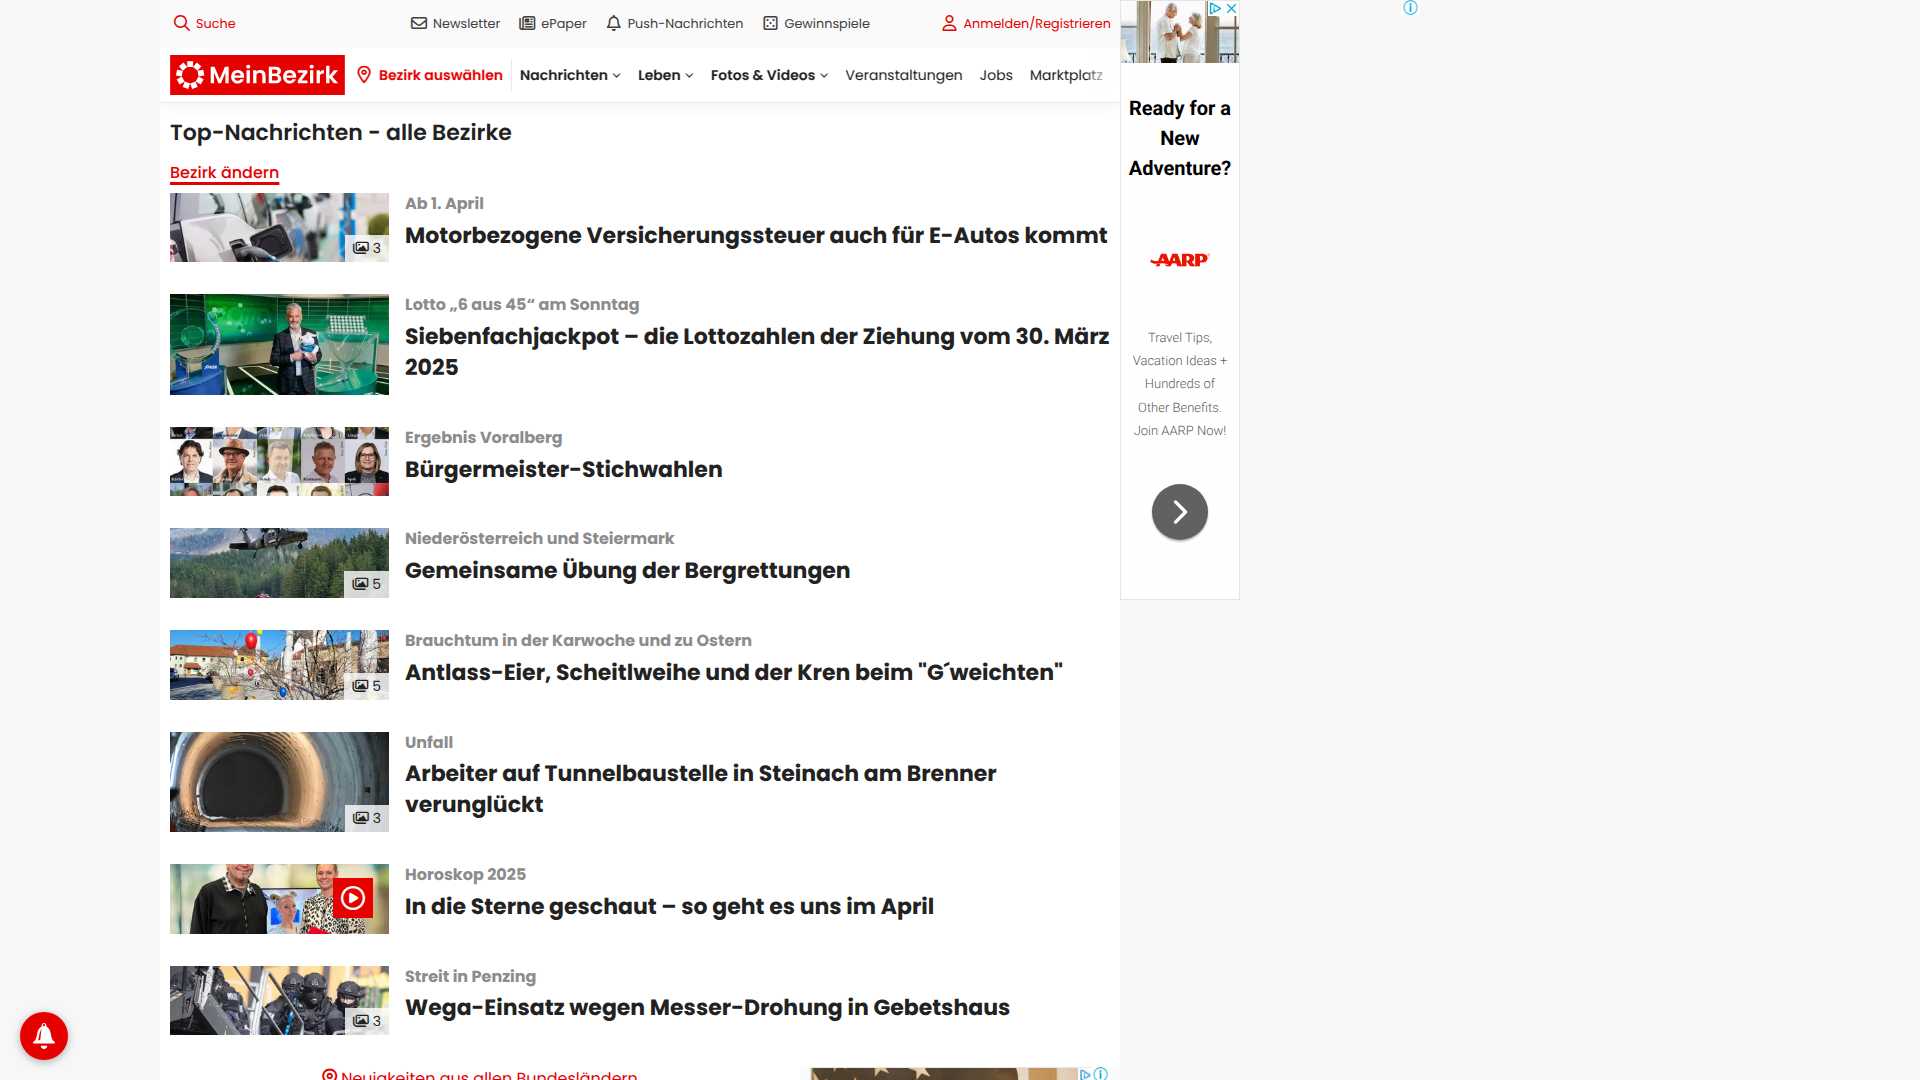 Suche
Newsletter
ePaper
Push-Nachrichten
Gewinnspiele
Anmelden/Registrieren
MeinBezirk
Bezirk auswählen
Nachrichten
Leben
Fotos & Videos
Veranstaltungen
Jobs
Marktplatz
Top-Nachrichten - alle Bezirke
Bezirk ändern
3
Ab 1. April
Motorbezogene Versicherungssteuer auch für E-Autos kommt
Lotto „6 aus 45“ am Sonntag
Siebenfachjackpot – die Lottozahlen der Ziehung vom 30. März
2025
Ergebnis Voralberg
Bürgermeister-Stichwahlen
5
Niederösterreich und Steiermark
Gemeinsame Übung der Bergrettungen
5
Brauchtum in der Karwoche und zu Ostern
Antlass-Eier, Scheitlweihe und der Kren beim "G´weichten"
3
Unfall
Arbeiter auf Tunnelbaustelle in Steinach am Brenner
verunglückt
Horoskop 2025
In die Sterne geschaut – so geht es uns im April
3
Streit in Penzing
Wega-Einsatz wegen Messer-Drohung in Gebetshaus
Neuigkeiten aus allen Bundesländern
Ready for a
New
Adventure?
AARP
Travel Tips,
Vacation Ideas +
Hundreds of
Other Benefits.
Join AARP Now!